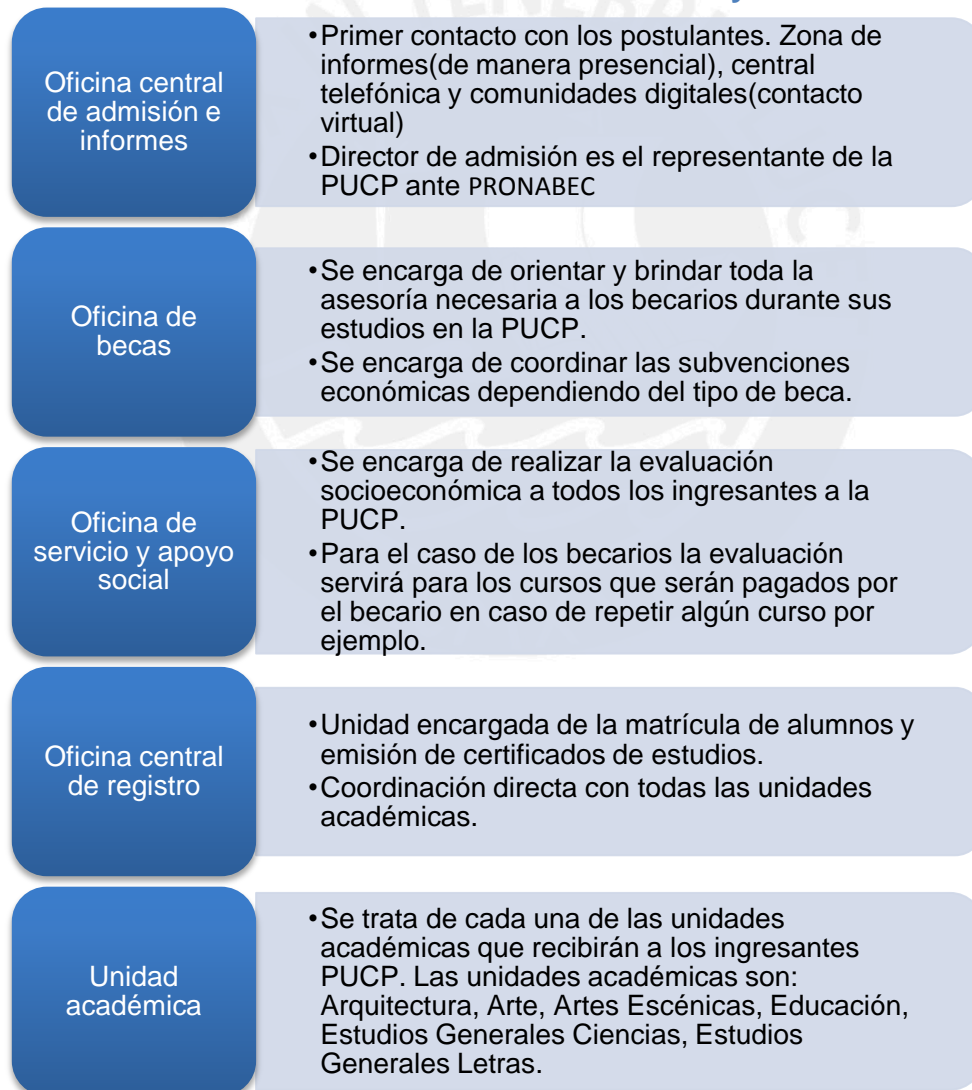 Oficina central
de admisión e
informes
•Primer contacto con los postulantes. Zona de
informes(de manera presencial), central
telefónica y comunidades digitales(contacto
virtual)
•Director de admisión es el representante de la
PUCP ante PRONABEC
Oficina de
becas
•Se encarga de orientar y brindar toda la
asesoría necesaria a los becarios durante sus
estudios en la PUCP.
•Se encarga de coordinar las subvenciones
económicas dependiendo del tipo de beca.
Oficina de
servicio y apoyo
social
•Se encarga de realizar la evaluación
socioeconómica a todos los ingresantes a la
PUCP.
•Para el caso de los becarios la evaluación
servirá para los cursos que serán pagados por
el becario en caso de repetir algún curso por
ejemplo.
Oficina central
de registro
•Unidad encargada de la matrícula de alumnos y
emisión de certificados de estudios.
•Coordinación directa con todas las unidades
académicas.
Unidad
académica
•Se trata de cada una de las unidades
académicas que recibirán a los ingresantes
PUCP. Las unidades académicas son:
Arquitectura, Arte, Artes Escénicas, Educación,
Estudios Generales Ciencias, Estudios
Generales Letras.